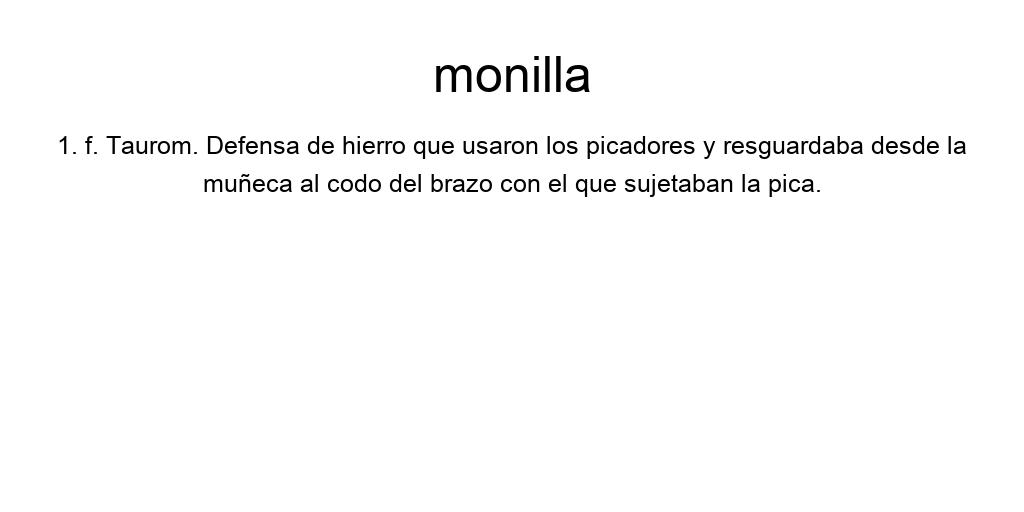 monilla
1. f. Taurom. Defensa de hierro que usaron los picadores y resguardaba desde la
muñeca al codo del brazo con el que sujetaban la pica.